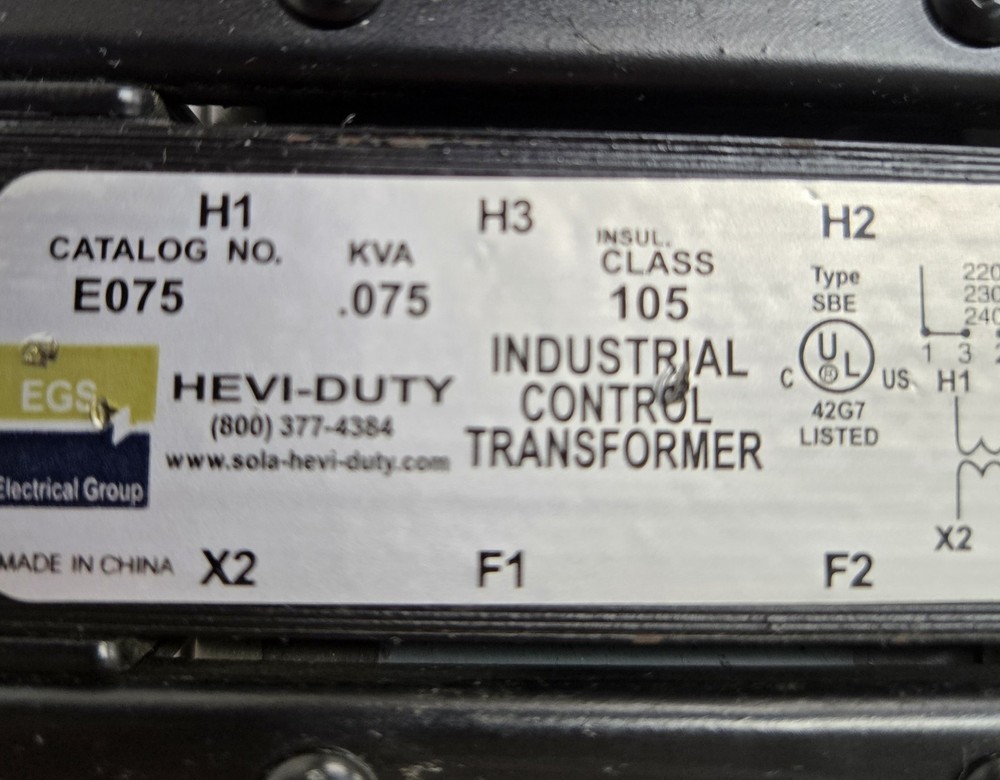 H1 H3 H2
CATALOG NO. KVA INSUL. CLASS
E075 .075 105
Type
SBE
220
230
240
1 3
H1
EGS
Electrical Group
HEVI-DUTY
(800) 377-4384
www.sola-hevi-duty.com
INDUSTRIAL
CONTROL
TRANSFORMER
C UL US
42G7
LISTED
X2
MADE IN CHINA X2 F1 F2